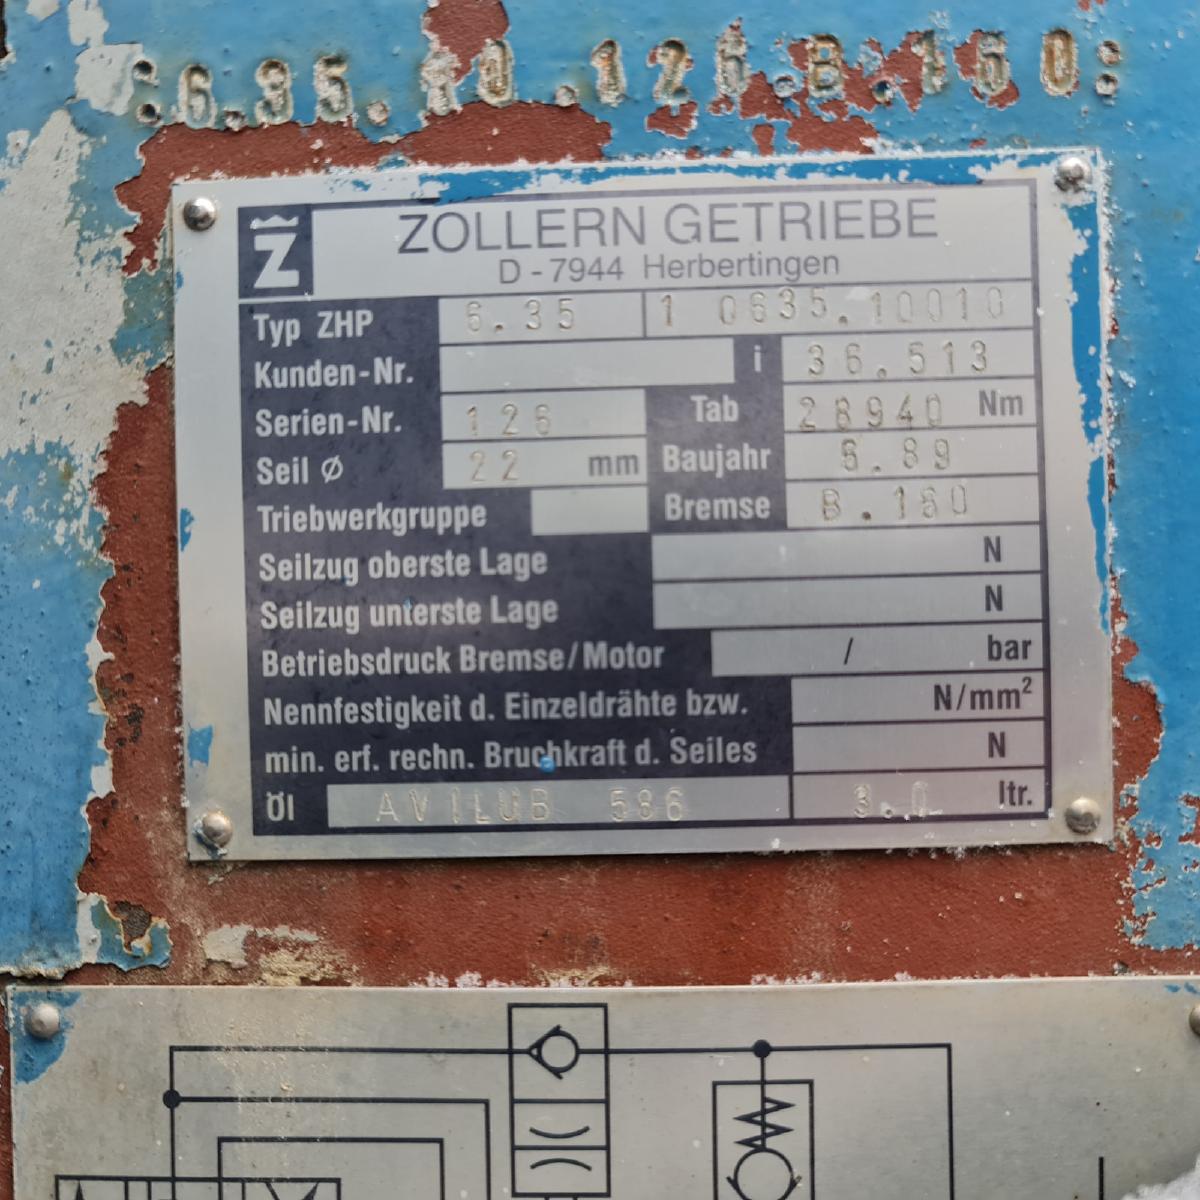 :6.35.10.126.B.160:
Z ZOLLERN GETRIEBE
D-7944 Herbertingen
Typ ZHP 6.35 1 0635.10010
Kunden-Nr. i 36.513
Serien-Nr. 126 Tab 28940 Nm
Seil Ø 22 mm Baujahr 6.89
Triebwerkgruppe Bremse B.160
Seilzug oberste Lage N
Seilzug unterste Lage N
Betriebsdruck Bremse/Motor / bar
Nennfestigkeit d. Einzeldrähte bzw. N/mm²
min. erf. rechn. Bruchkraft d. Seiles N
Öl AVILUB 586 3.0 ltr.